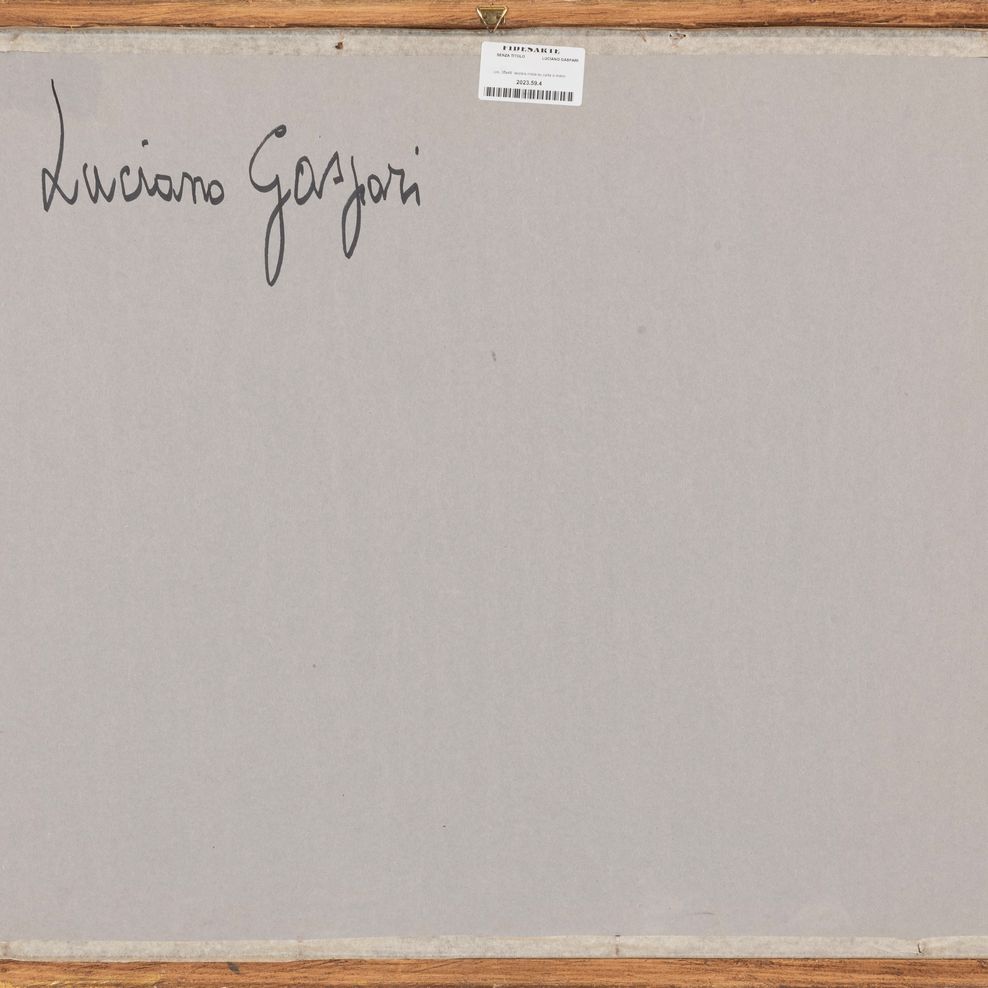 FIDESARTE
SENZA TITOLO LUCIANO GASPARI
2023.59.4
Luciano Gaspari